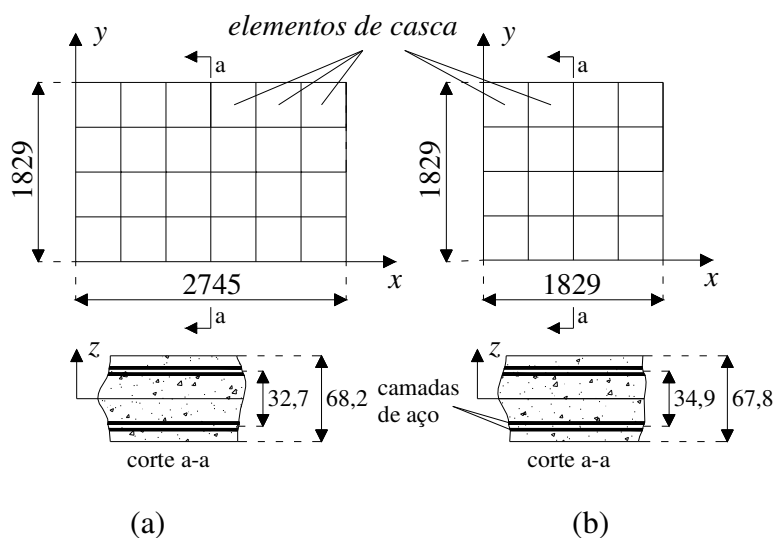 elementos de casca
y
a
1829
x
2745
a
z
32,7
68,2
corte a-a
(a)
y
a
1829
x
1829
a
z
camadas
de aço
34,9
67,8
corte a-a
(b)